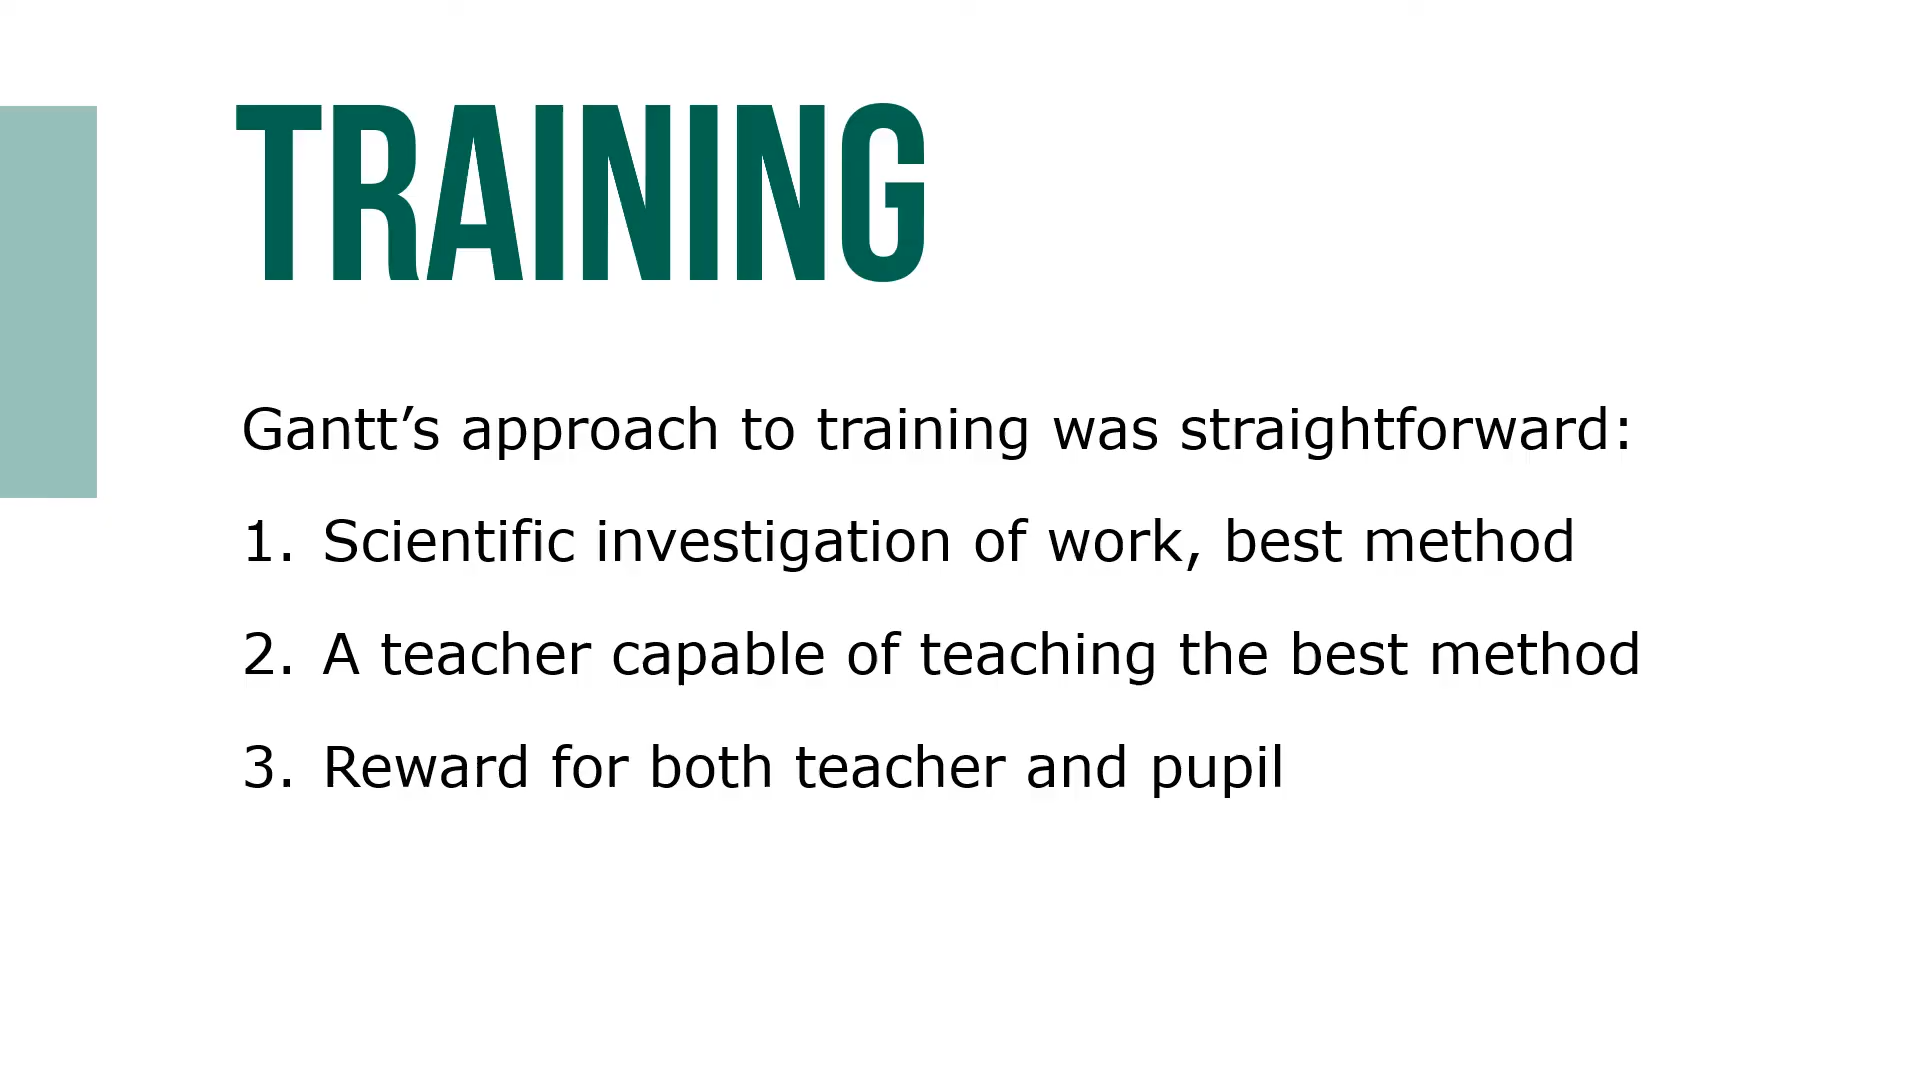 TRAINING
Gantt’s approach to training was straightforward:
1. Scientific investigation of work, best method
2. A teacher capable of teaching the best method
3. Reward for both teacher and pupil